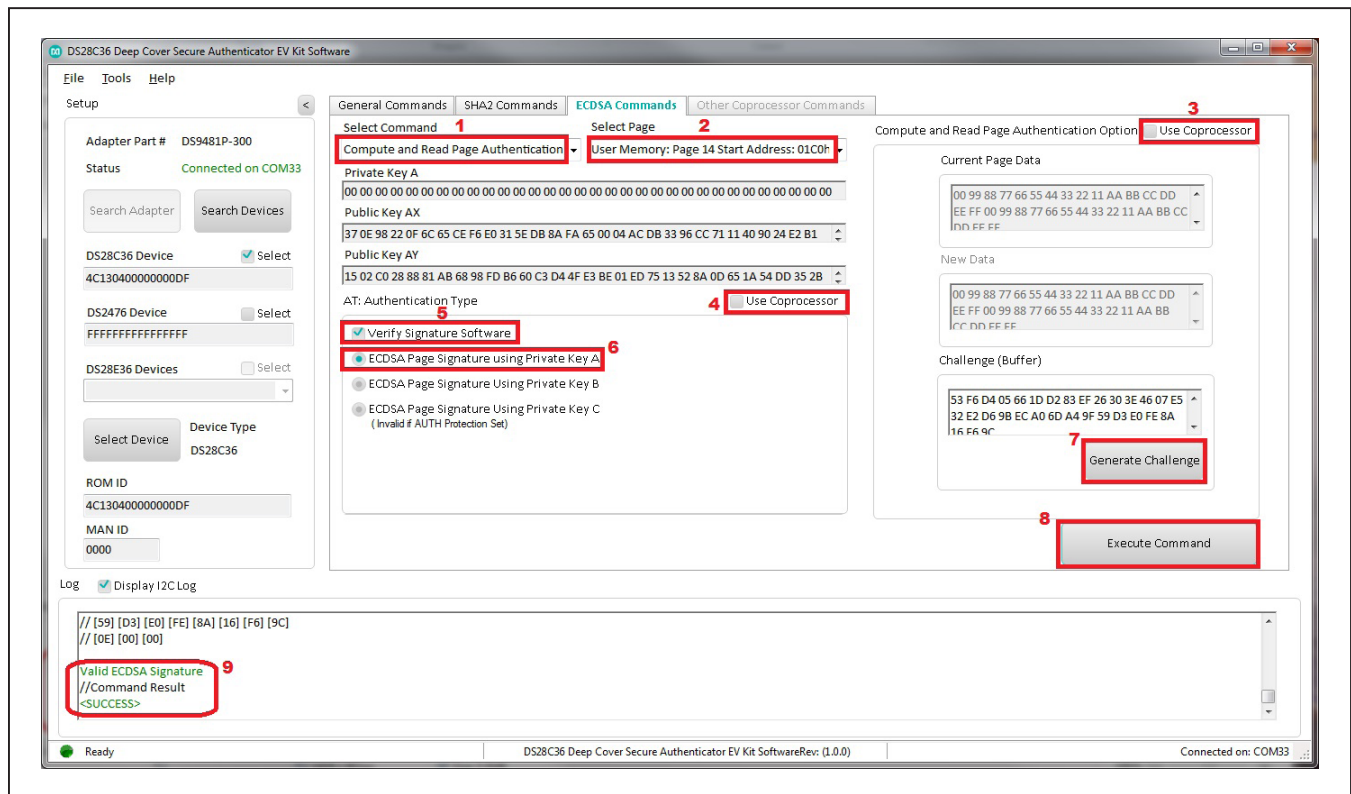 DS28C36 Deep Cover Secure Authenticator EV Kit Software
File Tools Help
Setup
<
Adapter Part # DS9481P-300
Status Connected on COM33
Search Adapter
Search Devices
DS28C36 Device
Select
4C130400000000DF
DS2476 Device
Select
FFFFFFFFFFFFFFFF
DS28E36 Devices
Select
Select Device
Device Type
DS28C36
ROM ID
4C130400000000DF
MAN ID
0000
General Commands
SHA2 Commands
ECDSA Commands
Other Coprocessor Commands
Select Command
1
Select Page
2
Compute and Read Page Authentication
User Memory: Page 14 Start Address: 01C0h
Private Key A
00 00 00 00 00 00 00 00 00 00 00 00 00 00 00 00 00 00 00 00 00 00 00 00 00 00 00 00 00 00 00 00
Public Key AX
37 0E 98 22 0F 6C 65 CE F6 E0 31 5E DB 8A FA 65 00 04 AC DB 33 96 CC 71 11 40 90 24 E2 B1
Public Key AY
15 02 C0 28 88 81 AB 68 98 FD B6 60 C3 D4 4F E3 BE 01 ED 75 13 52 8A 0D 65 1A 54 DD 35 2B
AT: Authentication Type
4
Use Coprocessor
5
Verify Signature Software
ECDSA Page Signature using Private Key A
6
ECDSA Page Signature Using Private Key B
ECDSA Page Signature Using Private Key C
( Invalid if AUTH Protection Set)
3
Compute and Read Page Authentication Option
Use Coprocessor
Current Page Data
00 99 88 77 66 55 44 33 22 11 AA BB CC DD
EE FF 00 99 88 77 66 55 44 33 22 11 AA BB CC
DD EE FF
New Data
00 99 88 77 66 55 44 33 22 11 AA BB CC DD
EE FF 00 99 88 77 66 55 44 33 22 11 AA BB
CC DD EE FF
Challenge (Buffer)
53 F6 D4 05 66 1D D2 83 EF 26 30 3E 46 07 E5
32 E2 D6 9B EC A0 6D A4 9F 59 D3 E0 FE 8A
16 F6 9C
7
Generate Challenge
8
Execute Command
Log
Display I2C Log
// [59] [D3] [E0] [FE] [8A] [16] [F6] [9C]
// [0E] [00] [00]
Valid ECDSA Signature
9
//Command Result
<SUCCESS>
Ready
DS28C36 Deep Cover Secure Authenticator EV Kit SoftwareRev: (1.0.0)
Connected on: COM33